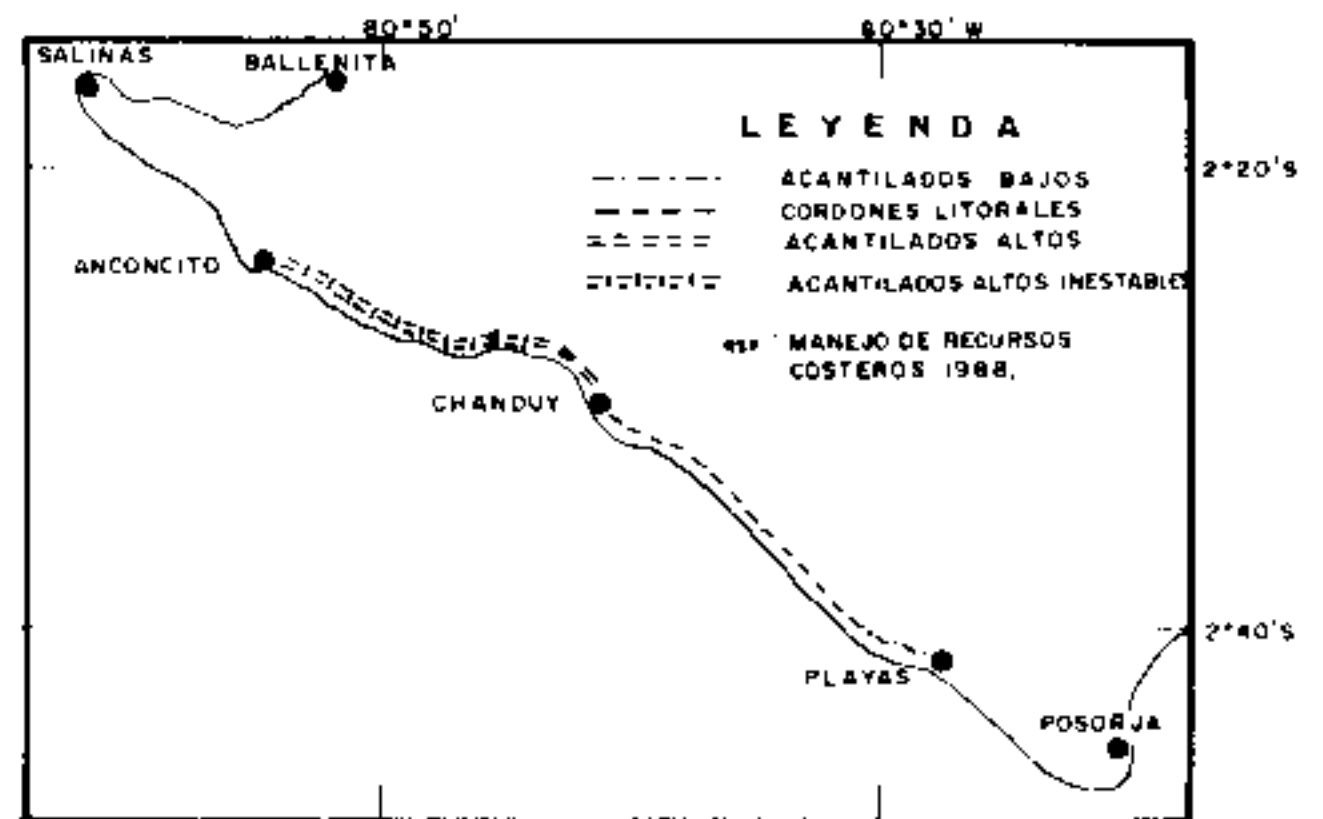 80°50'
80°30' W
SALINAS
BALLENITA
LEYENDA
2°20'S
ACANTILADOS BAJOS
CORDONES LITORALES
ACANTILADOS ALTOS
ANCONCITO
ACANTILADOS ALTOS INESTABLES
MANEJO DE RECURSOS
COSTEROS 1988.
CHANDUY
2°40'S
PLAYAS
POSORJA